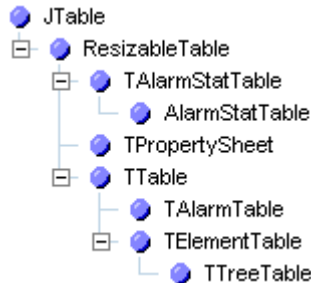 JTable
ResizableTable
TAlarmStatTable
AlarmStatTable
TPropertySheet
TTable
TAlarmTable
TElementTable
TTreeTable